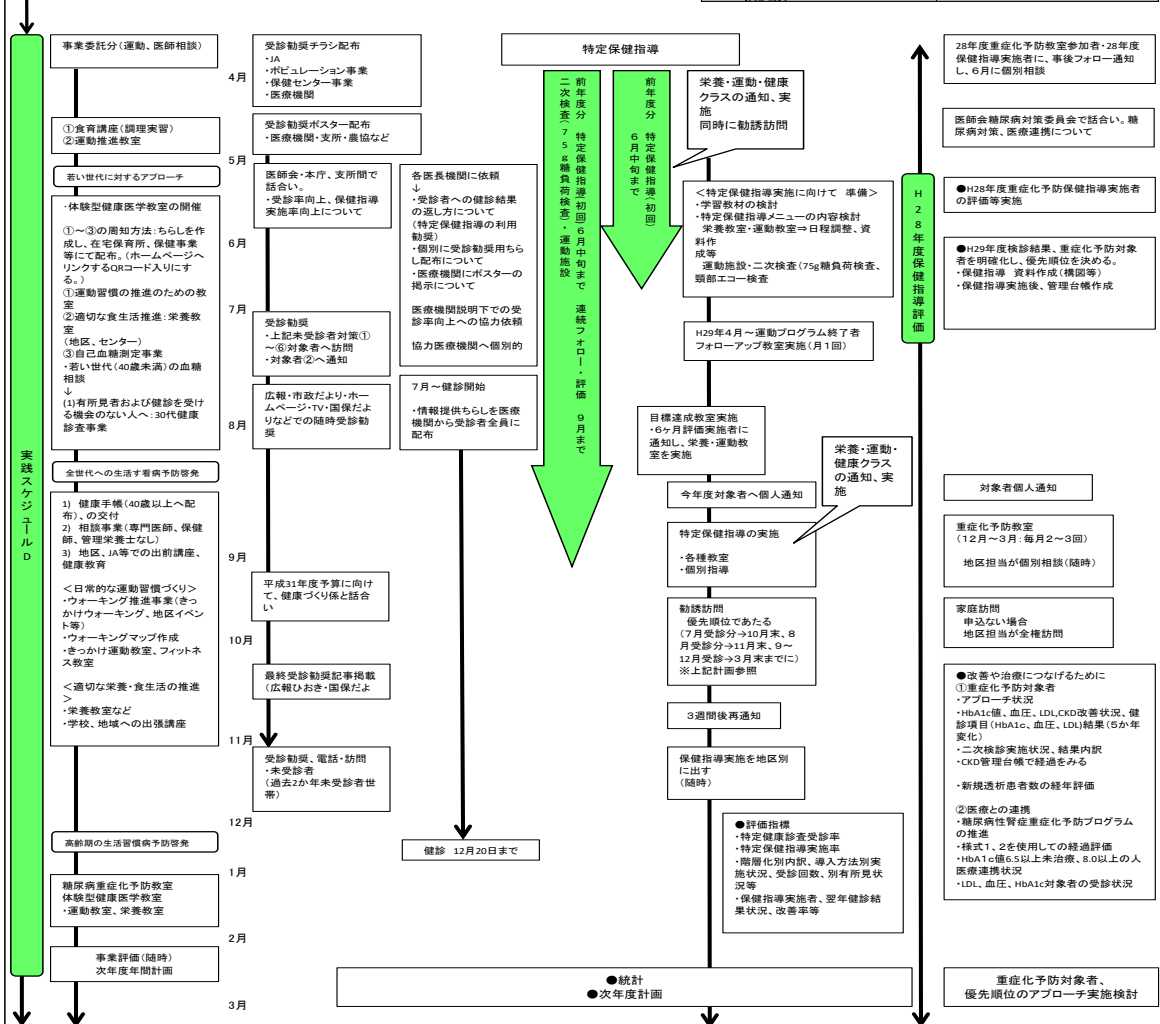 実践スケジュールD
事業委託分(運動、医師相談)
①食育講座(調理実習)
②運動推進教室
若い世代に対するアプローチ
・体験型健康医学教室の開催
①～③の周知方法:ちらしを作
成し、在宅保育所、保健事業
等にて配布。(ホームページへ
リンクするQRコード入りにす
る。)
①運動習慣の推進のための教
室
②適切な食生活推進:栄養教
室
(地区、センター)
③自己血糖測定事業
・若い世代(40歳未満)の血糖
相談
↓
(1)有所見者および健診を受け
る機会のない人へ:30代健康
診査事業
全世代への生活す看病予防啓発
1) 健康手帳(40歳以上へ配
布)、の交付
2) 相談事業(専門医師、保健
師、管理栄養士なし)
3) 地区、JA等での出前講座、
健康教育
＜日常的な運動習慣づくり＞
・ウォーキング推進事業(きっ
かけウォーキング、地区イベン
ト等)
・ウォーキングマップ作成
・きっかけ運動教室、フィットネ
ス教室
＜適切な栄養・食生活の推進
＞
・栄養教室など
・学校、地域への出張講座
高齢期の生活習慣病予防啓発
糖尿病重症化予防教室
体験型健康医学教室
・運動教室、栄養教室
事業評価(随時)
次年度年間計画
4月
5月
6月
7月
8月
9月
10月
11月
12月
1月
2月
3月
受診勧奨チラシ配布
・JA
・ポピュレーション事業
・保健センター事業
・医療機関
受診勧奨ポスター配布
・医療機関・支所・農協など
医師会・本庁、支所間で
話合い。
・受診率向上、保健指導
実施率向上について
受診勧奨
・上記未受診者対策①
～⑥対象者へ訪問
・対象者②へ通知
広報・市政だより・ホー
ムページ・TV・国保だよ
りなどでの随時受診勧
奨
平成31年度予算に向け
て、健康づくり係と話合
い
最終受診勧奨記事掲載
(広報ひおき・国保だよ
受診勧奨、電話・訪問
・未受診者
(過去2か年未受診者世
帯)
各医長機関に依頼
↓
・受診者への健診結果
の返し方について
(特定保健指導の利用
勧奨)
・個別に受診勧奨用ちら
し配布について
・医療機関にポスターの
掲示について
医療機関説明下での受
診率向上への協力依頼
協力医療機関へ個別的
7月～健診開始
・情報提供ちらしを医療
機関から受診者全員に
配布
健診 12月20日まで
特定保健指導
前年度分 特定保健指導(初回)6月中旬まで 連続フォロー・評価 9月まで
二次検査(75g糖負荷検査)・運動施設
前年度分 特定保健指導(初回)
6月中旬まで
栄養・運動・健康
クラスの通知、実
施
同時に勧誘訪問
＜特定保健指導実施に向けて 準備＞
・学習教材の検討
・特定保健指導メニューの内容検討
栄養教室・運動教室⇒日程調整、資
料作
成等
運動施設・二次検査(75g糖負荷検査、
頸部エコー検査
H29年4月～運動プログラム終了者
フォローアップ教室実施(月1回)
目標達成教室実施
・6ヶ月評価実施者に
通知し、栄養・運動教
室を実施
栄養・運動・
健康クラス
の通知、実
施
今年度対象者へ個人通知
特定保健指導の実施
・各種教室
・個別指導
勧誘訪問
優先順位であたる
(7月受診分→10月末、8
月受診分→11月末、9～
12月受診→3月末までに)
※上記計画参照
3週間後再通知
保健指導実施を地区別
に出す
(随時)
●評価指標
・特定健康診査受診率
・特定保健指導実施率
・階層化別内訳、導入方法別実
施状況、受診回数、別有所見状
況等
・保健指導実施者、翌年健診結
果状況、改善率等
●統計
●次年度計画
H28年度保健指導評価
28年度重症化予防教室参加者・28年度
保健指導実施者に、事後フォロー通知
し、6月に個別相談
医師会糖尿病対策委員会で話合い。糖
尿病対策、医療連携について
●H28年度重症化予防保健指導実施者
の評価等実施
●H29年度検診結果、重症化予防対象
者を明確化し、優先順位を決める。
・保健指導 資料作成(構図等)
・保健指導実施後、管理台帳作成
対象者個人通知
重症化予防教室
(12月～3月:毎月2～3回)
地区担当が個別相談(随時)
家庭訪問
申込ない場合
地区担当が全権訪問
●改善や治療につなげるために
①重症化予防対象者
・アプローチ状況
・HbA1c値、血圧、LDL,CKD改善状況、健
診項目(HbA1c、血圧、LDL)結果(5か年
変化)
・二次検診実施状況、結果内訳
・CKD管理台帳で経過をみる
・新規透析患者数の経年評価
②医療との連携
・糖尿病性腎症重症化予防プログラム
の推進
・様式1、2を使用しての経過評価
・HbA1c値6.5以上未治療、8.0以上の人
医療連携状況
・LDL、血圧、HbA1c対象者の受診状況
重症化予防対象者、
優先順位のアプローチ実施検討